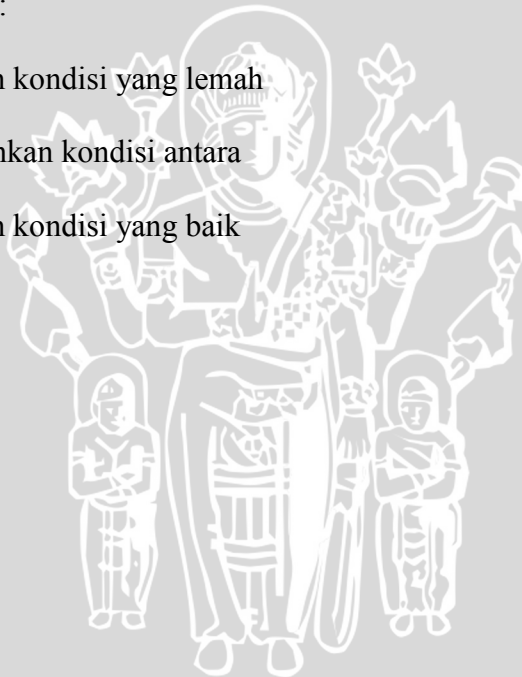 :
kondisi yang lemah
kondisi antara
kondisi yang baik